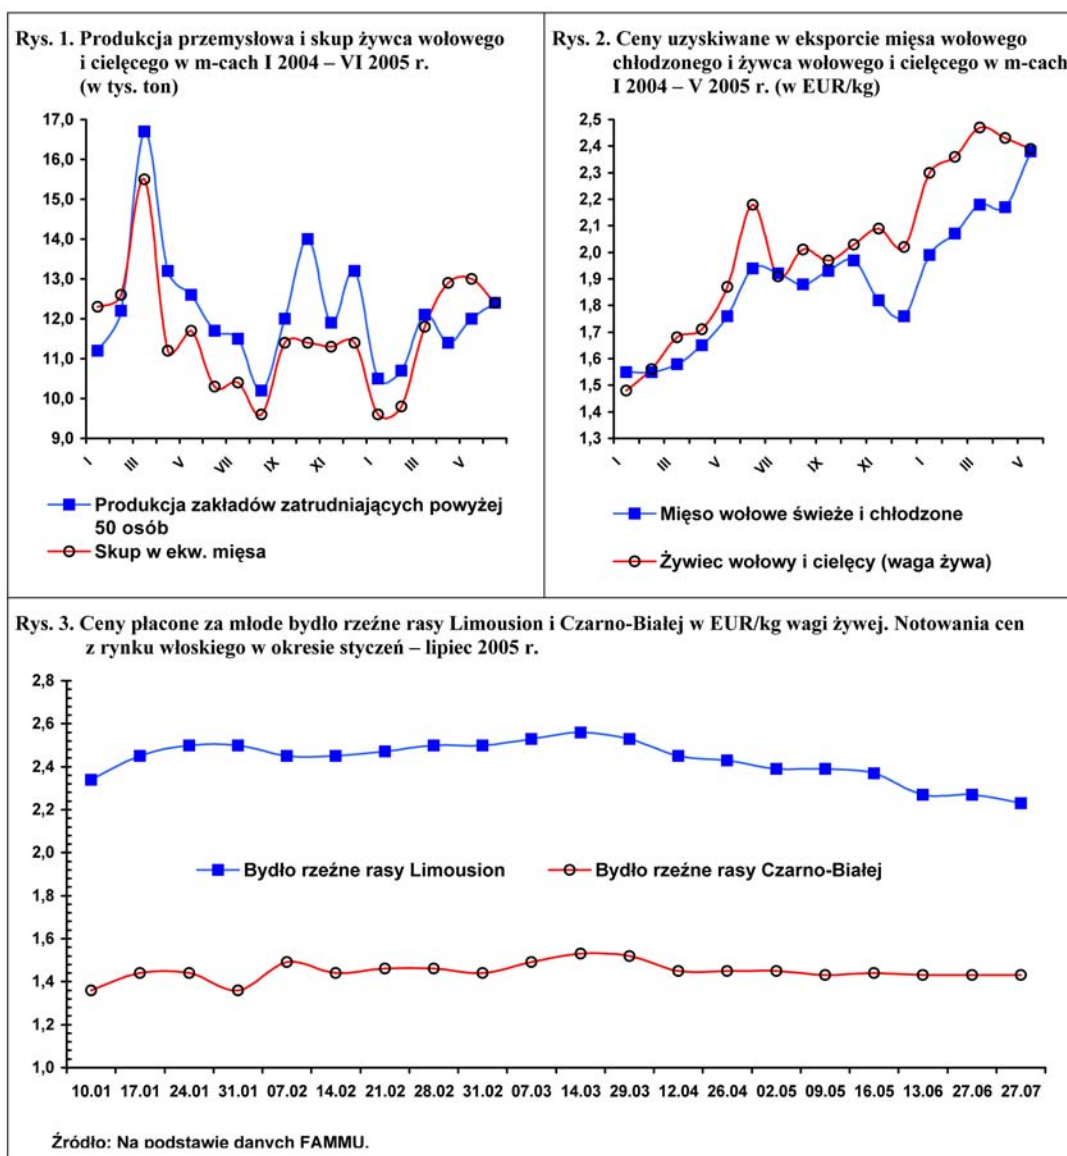 Rys. 1. Produkcja przemysłowa i skup żywca wołowego
i cielęcego w m-cach I 2004 – VI 2005 r.
(w tys. ton)
17,0
16,0
15,0
14,0
13,0
12,0
11,0
10,0
9,0
I
III
V
VII
IX
XI
I
III
V
Produkcja zakładów zatrudniających powyżej
50 osób
Skup w ekw. mięsa
Rys. 2. Ceny uzyskiwane w eksporcie mięsa wołowego
chłodzonego i żywca wołowego i cielęcego w m-cach
I 2004 – V 2005 r. (w EUR/kg)
2,5
2,4
2,3
2,2
2,1
2,0
1,9
1,8
1,7
1,6
1,5
1,4
1,3
I
III
V
VII
IX
XI
I
III
V
Mięso wołowe świeże i chłodzone
Żywiec wołowy i cielęcy (waga żywa)
Rys. 3. Ceny płacone za młode bydło rzeźne rasy Limousion i Czarno-Białej w EUR/kg wagi żywej. Notowania cen
z rynku włoskiego w okresie styczeń – lipiec 2005 r.
2,8
2,6
2,4
2,2
2,0
1,8
1,6
1,4
1,2
1,0
Bydło rzeźne rasy Limousion
Bydło rzeźne rasy Czarno-Białej
10.01 17.01 24.01 31.01 07.02 14.02 21.02 28.02 31.02 07.03 14.03 29.03 12.04 26.04 02.05 09.05 16.05 13.06 27.06 27.07
Źródło: Na podstawie danych FAMMU.